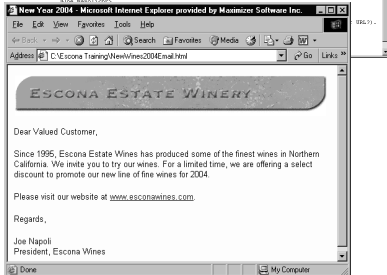 New Year 2004 - Microsoft Internet Explorer provided by Maximizer Software Inc.
File Edit View Favorites Tools Help
Back Search Favorites Media
Address C:\Escona Training\NewWines2004Email.html Go Links »
URL?).
ESCONA ESTATE WINERY
Dear Valued Customer,
Since 1995, Escona Estate Wines has produced some of the finest wines in Northern
California. We invite you to try our wines. For a limited time, we are offering a select
discount to promote our new line of fine wines for 2004.
Please visit our website at www.esconawines.com.
Regards,
Joe Napoli
President, Escona Wines
Done My Computer